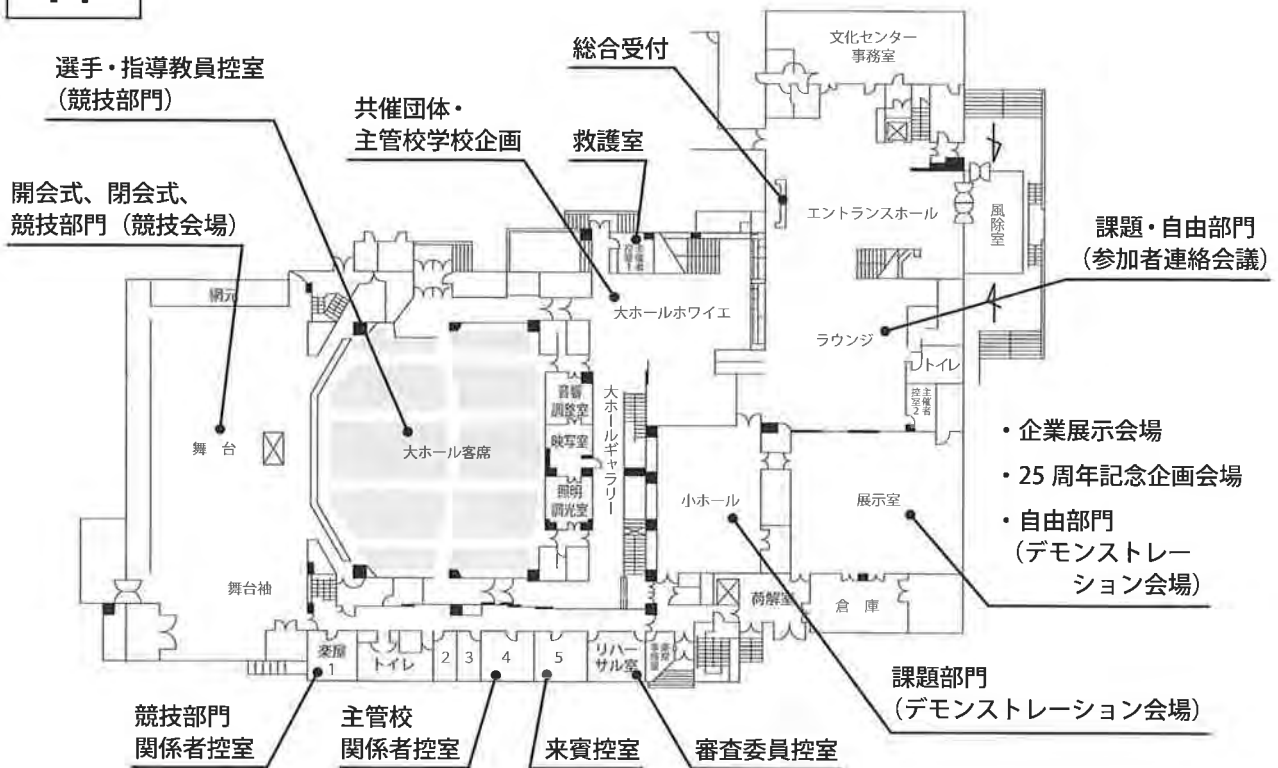 文化センター
事務室
総合受付
選手・指導教員控室
(競技部門)
共催団体・
主管校学校企画
救護室
開会式、閉会式、
競技部門(競技会場)
エントランスホール
風除室
課題・自由部門
(参加者連絡会議)
網元
大ホールホワイエ
ラウンジ
トイレ
主催者
控室2
音響
調整室
映写室
照明
調光室
大ホールギャラリー
舞 台
大ホール客席
小ホール
展示室
・企業展示会場
・25 周年記念企画会場
・自由部門
(デモンストレー
ション会場)
舞台袖
荷解室
倉 庫
楽屋
1
トイレ
2
3
4
5
リハー
サル室
課題部門
(デモンストレーション会場)
競技部門
関係者控室
主管校
関係者控室
来賓控室
審査委員控室